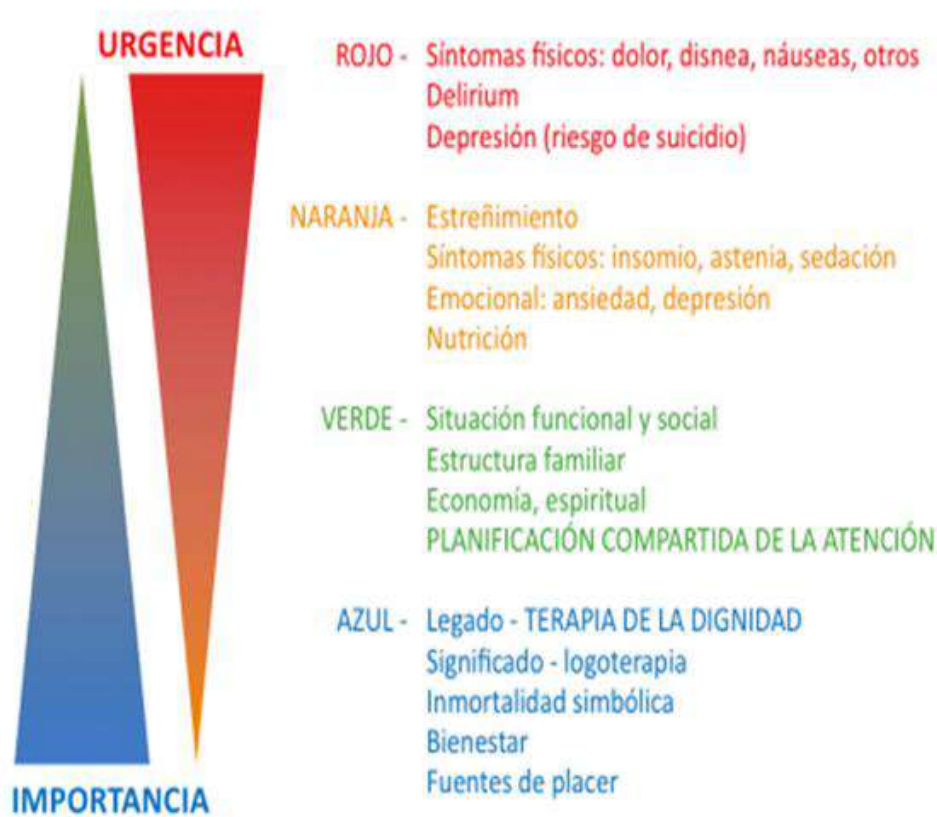 URGENCIA
ROJO - Síntomas físicos: dolor, disnea, náuseas, otros
Delirium
Depresión (riesgo de suicidio)
NARANJA - Estreñimiento
Síntomas físicos: insomio, astenia, sedación
Emocional: ansiedad, depresión
Nutrición
VERDE - Situación funcional y social
Estructura familiar
Economía, espiritual
PLANIFICACIÓN COMPARTIDA DE LA ATENCIÓN
AZUL - Legado - TERAPIA DE LA DIGNIDAD
Significado - logoterapia
Inmortalidad simbólica
Bienestar
Fuentes de placer
IMPORTANCIA